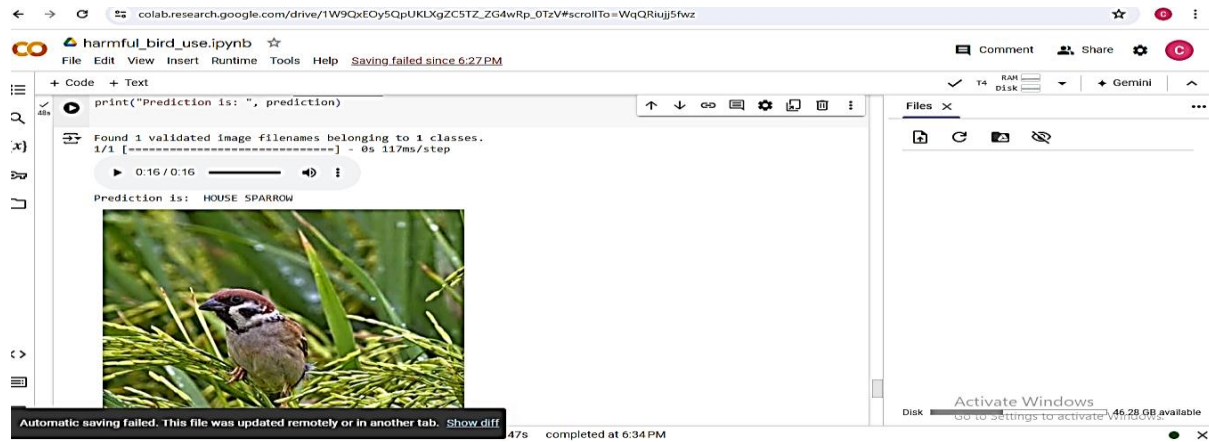 colab.research.google.com/drive/1W9QxEOy5QpUKLXgZC5TZ_ZG4wRp_0TzV#scrollTo=WqQRiujj5fwz
C
CO
harmful_bird_use.ipynb
Comment
Share
C
File Edit View Insert Runtime Tools Help Saving failed since 6:27 PM
+ Code + Text
T4
RAM
Disk
Gemini
48s
print("Prediction is: ", prediction)
Files
{x}
Found 1 validated image filenames belonging to 1 classes.
1/1 [==============================] - 0s 117ms/step
0:16 / 0:16
Prediction is: HOUSE SPARROW
Activate Windows
Go to Settings to activate Windows.
Disk
46.28 GB available
Automatic saving failed. This file was updated remotely or in another tab. Show diff
47s completed at 6:34 PM